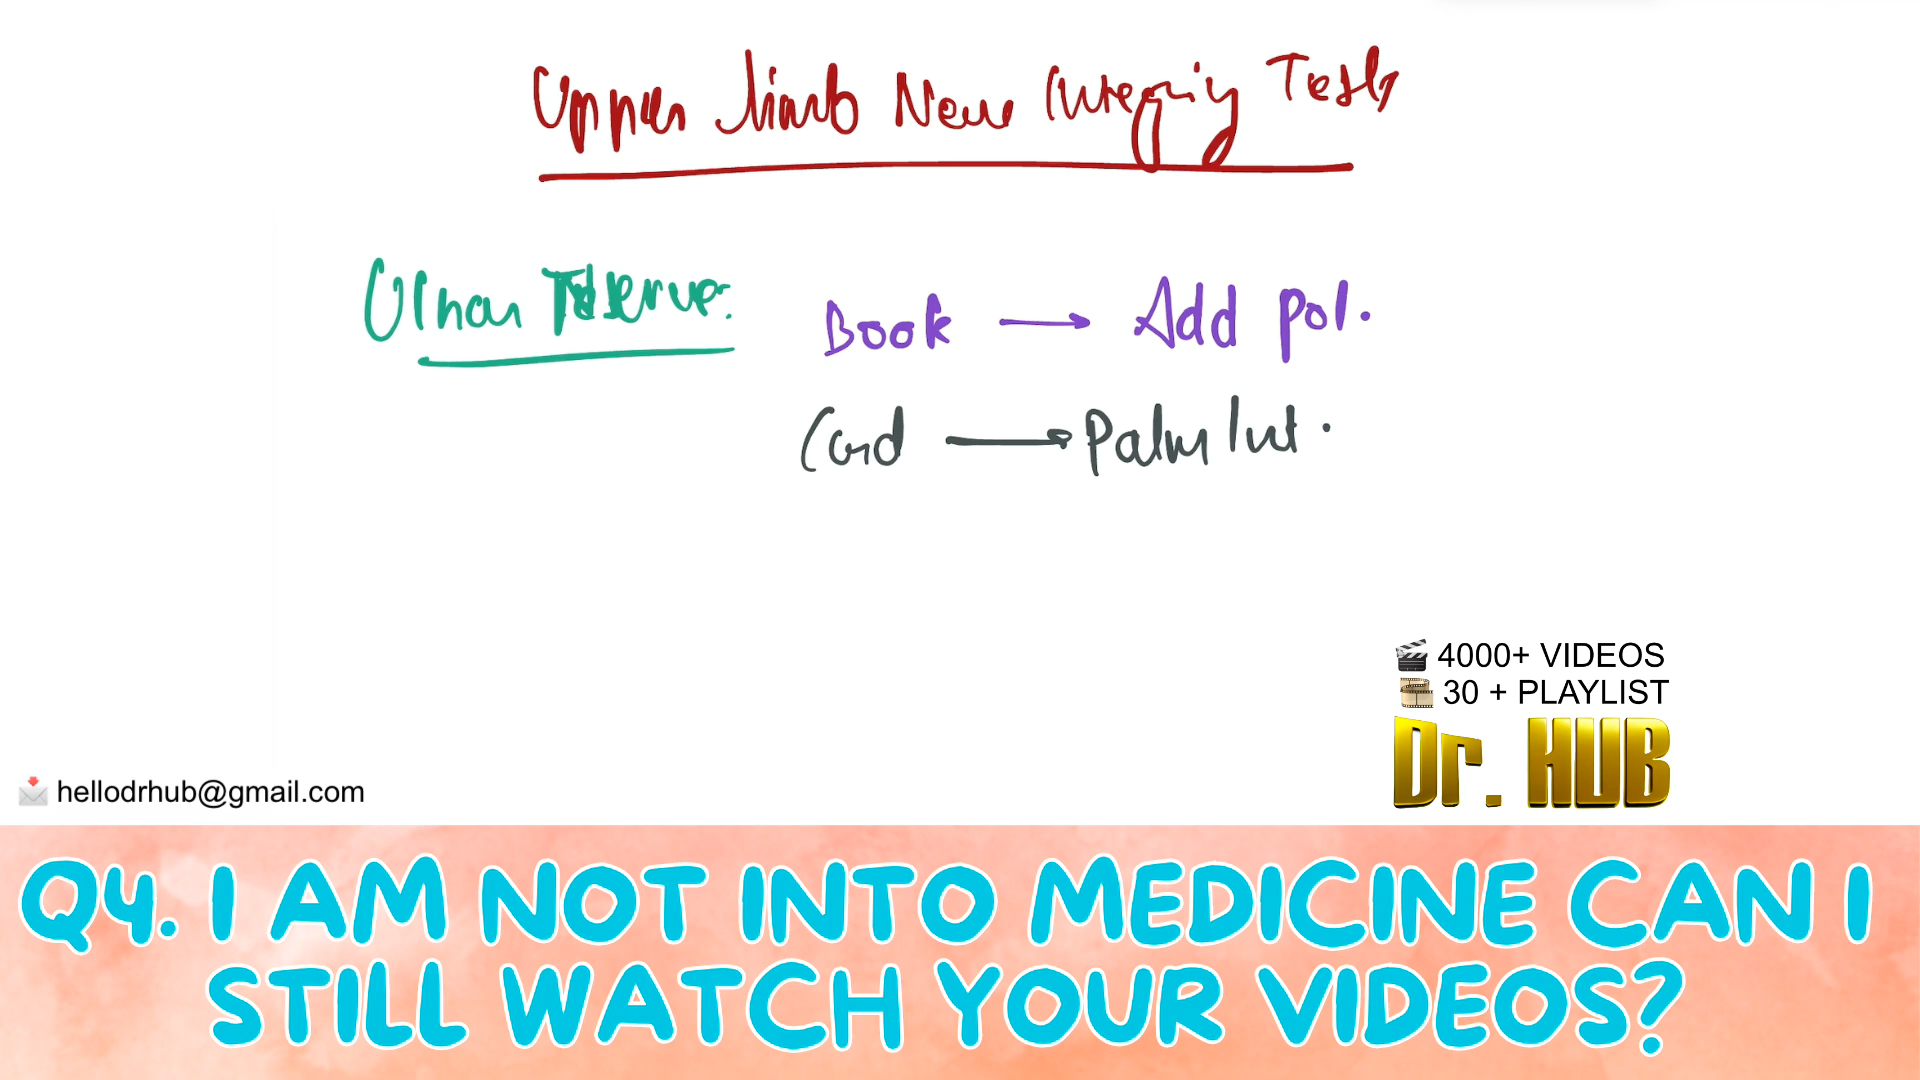 Upper limb Nerve Integrity Tests
Ulnar Nerve:
Book → Add pol.
Card → Palm Int.
🎬 4000+ VIDEOS
🎞️ 30 + PLAYLIST
Dr. HUB
📩 hellodrhub@gmail.com
Q4. I AM NOT INTO MEDICINE CAN I
STILL WATCH YOUR VIDEOS?